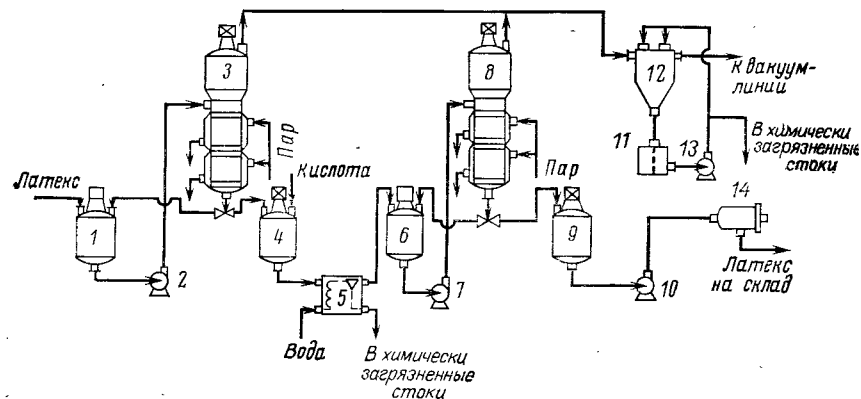 3
8
12
К вакуум-
линии
Пар
Пар
11
13
В химически
загрязненные
стоки
Латекс
Кислота
14
1
4
6
9
2
5
7
10
Латекс
на склад
Вода
В химически
загрязненные
стоки